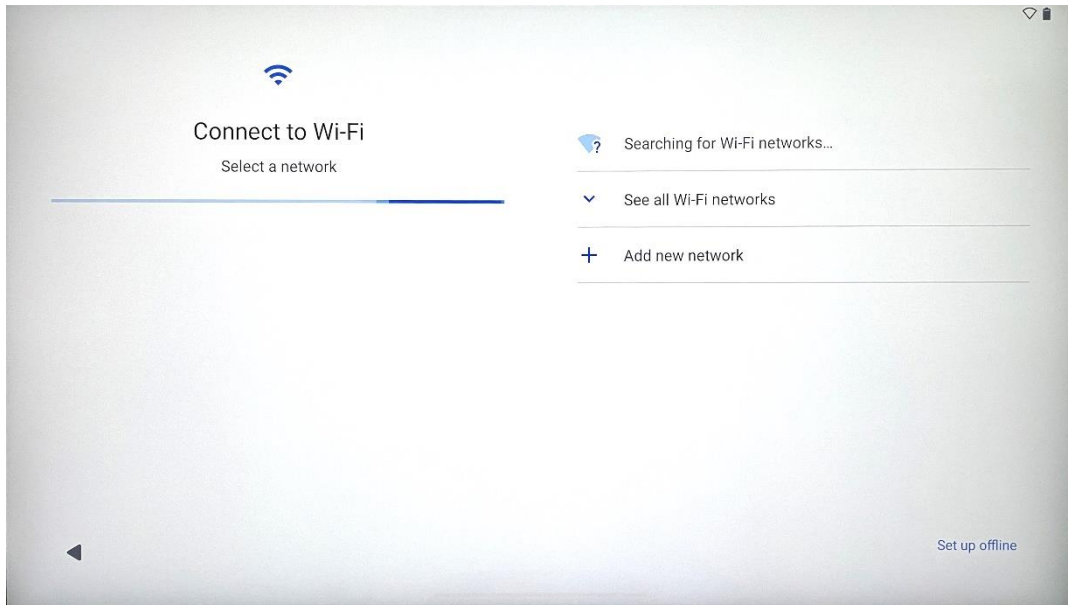 Connect to Wi-Fi
Select a network
Searching for Wi-Fi networks...
See all Wi-Fi networks
Add new network
Set up offline